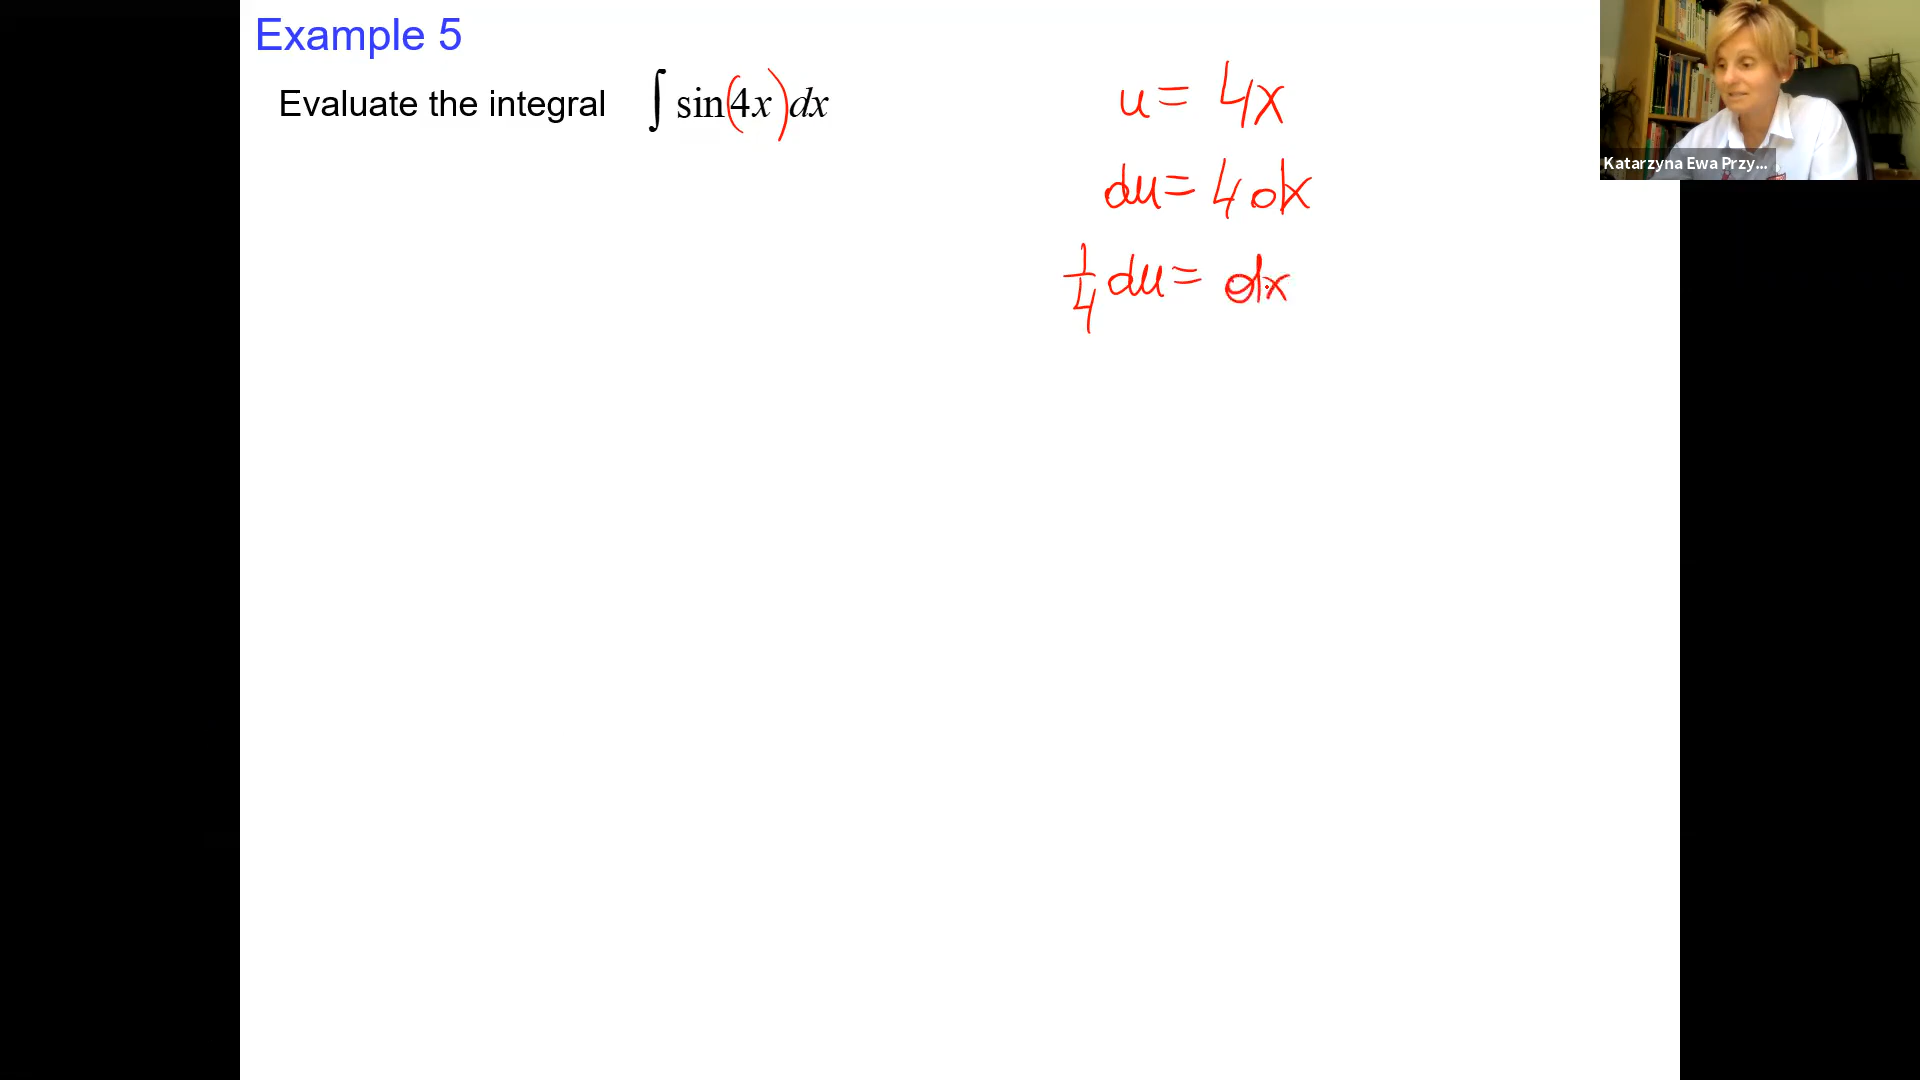 Example 5
Evaluate the integral ∫ sin(4x)dx
u = 4x
du = 4 dx
1/4 du = dx
Katarzyna Ewa Przy...